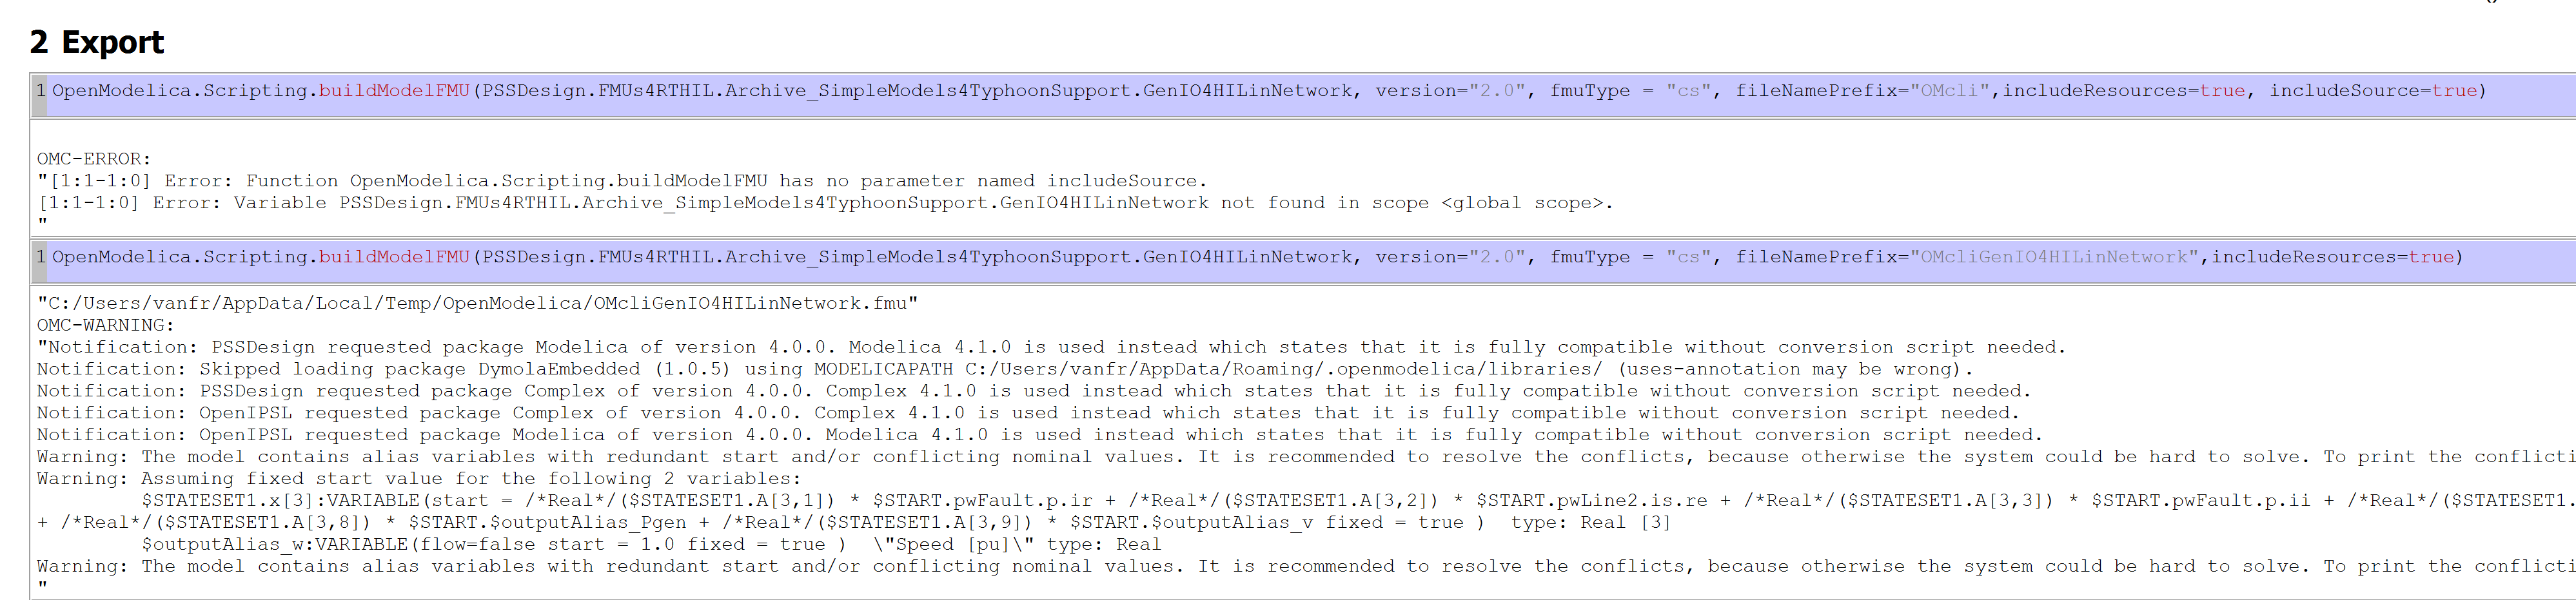 2 Export
1 OpenModelica.Scripting.buildModelFMU(PSSDesign.FMUs4RTHIL.Archive_SimpleModels4TyphoonSupport.GenIO4HILinNetwork, version="2.0", fmuType = "cs", fileNamePrefix="OMcli",includeResources=true, includeSource=true)
OMC-ERROR:
"[1:1-1:0] Error: Function OpenModelica.Scripting.buildModelFMU has no parameter named includeSource.
[1:1-1:0] Error: Variable PSSDesign.FMUs4RTHIL.Archive_SimpleModels4TyphoonSupport.GenIO4HILinNetwork not found in scope <global scope>.
"
1 OpenModelica.Scripting.buildModelFMU(PSSDesign.FMUs4RTHIL.Archive_SimpleModels4TyphoonSupport.GenIO4HILinNetwork, version="2.0", fmuType = "cs", fileNamePrefix="OMcliGenIO4HILinNetwork",includeResources=true)
"C:/Users/vanfr/AppData/Local/Temp/OpenModelica/OMcliGenIO4HILinNetwork.fmu"
OMC-WARNING:
"Notification: PSSDesign requested package Modelica of version 4.0.0. Modelica 4.1.0 is used instead which states that it is fully compatible without conversion script needed.
Notification: Skipped loading package DymolaEmbedded (1.0.5) using MODELICAPATH C:/Users/vanfr/AppData/Roaming/.openmodelica/libraries/ (uses-annotation may be wrong).
Notification: PSSDesign requested package Complex of version 4.0.0. Complex 4.1.0 is used instead which states that it is fully compatible without conversion script needed.
Notification: OpenIPSL requested package Complex of version 4.0.0. Complex 4.1.0 is used instead which states that it is fully compatible without conversion script needed.
Notification: OpenIPSL requested package Modelica of version 4.0.0. Modelica 4.1.0 is used instead which states that it is fully compatible without conversion script needed.
Warning: The model contains alias variables with redundant start and/or conflicting nominal values. It is recommended to resolve the conflicts, because otherwise the system could be hard to solve. To print the conflicti
Warning: Assuming fixed start value for the following 2 variables:
$STATESET1.x[3]:VARIABLE(start = /*Real*/($STATESET1.A[3,1]) * $START.pwFault.p.ir + /*Real*/($STATESET1.A[3,2]) * $START.pwLine2.is.re + /*Real*/($STATESET1.A[3,3]) * $START.pwFault.p.ii + /*Real*/($STATESET1.
+ /*Real*/($STATESET1.A[3,8]) * $START.$outputAlias_Pgen + /*Real*/($STATESET1.A[3,9]) * $START.$outputAlias_v fixed = true )  type: Real [3]
$outputAlias_w:VARIABLE(flow=false start = 1.0 fixed = true )  \"Speed [pu]\" type: Real
Warning: The model contains alias variables with redundant start and/or conflicting nominal values. It is recommended to resolve the conflicts, because otherwise the system could be hard to solve. To print the conflicti
"